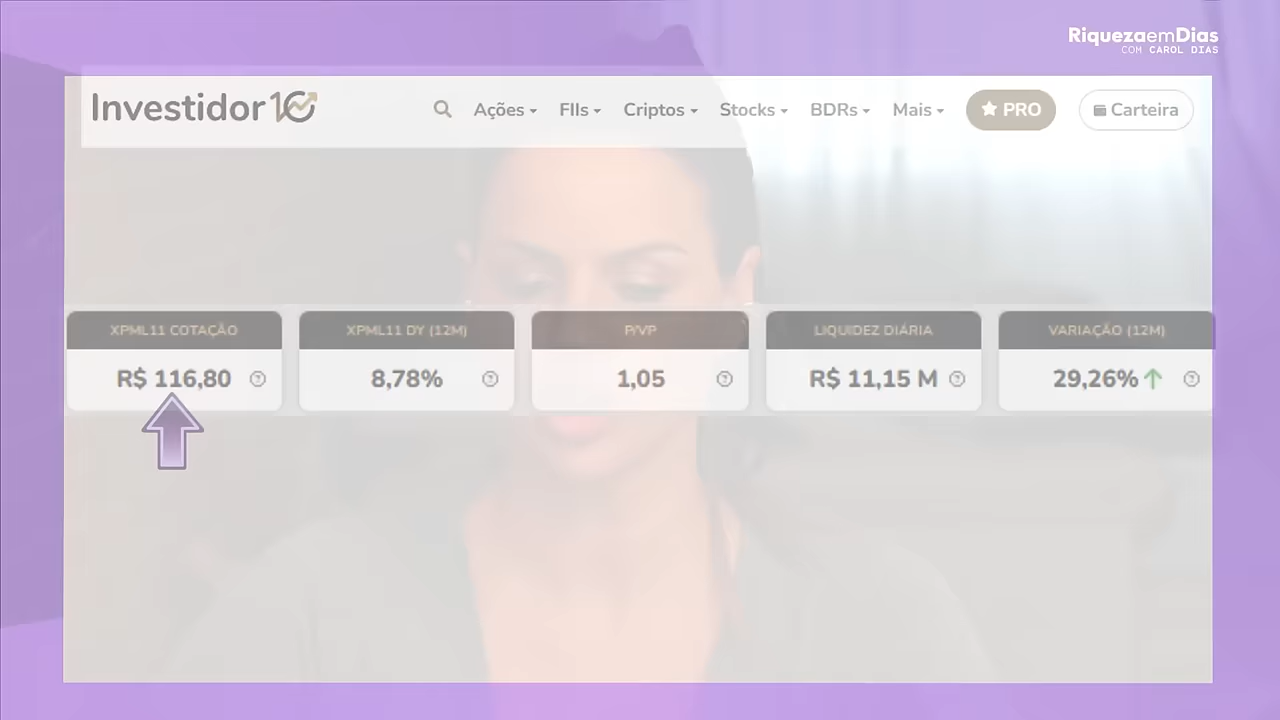 RiquezaemDias
COM CAROL DIAS
Investidor10
Ações FIIs Criptos Stocks BDRs Mais PRO Carteira
XPML11 COTAÇÃO XPML11 DY (12M) P/VP LIQUIDEZ DIÁRIA VARIAÇÃO (12M)
R$ 116,80 8,78% 1,05 R$ 11,15 M 29,26%